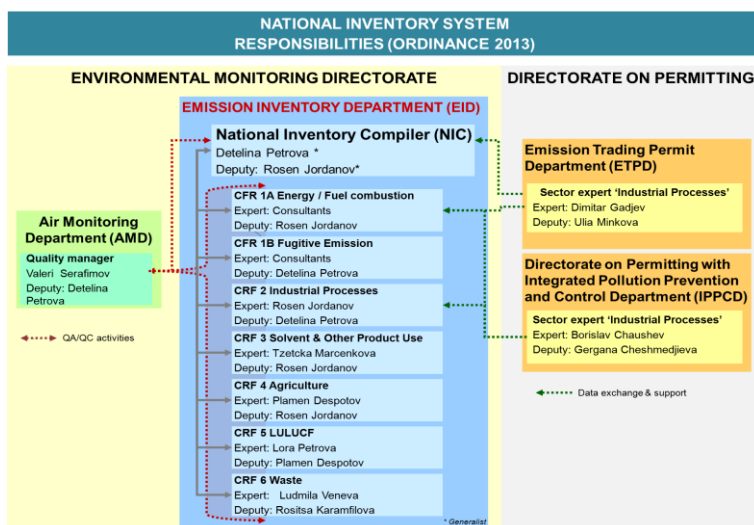 NATIONAL INVENTORY SYSTEM
RESPONSIBILITIES (ORDINANCE 2013)
ENVIRONMENTAL MONITORING DIRECTORATE
EMISSION INVENTORY DEPARTMENT (EID)
National Inventory Compiler (NIC)
Detelina Petrova *
Deputy: Rosen Jordanov*
CFR 1A Energy / Fuel combustion
Expert: Consultants
Deputy: Rosen Jordanov
CFR 1B Fugitive Emission
Expert: Consultants
Deputy: Detelina Petrova
CRF 2 Industrial Processes
Expert: Rosen Jordanov
Deputy: Detelina Petrova
CRF 3 Solvent & Other Product Use
Expert: Tzetcka Marcenkova
Deputy: Rosen Jordanov
CRF 4 Agriculture
Expert: Plamen Despotov
Deputy: Rosen Jordanov
CRF 5 LULUCF
Expert: Lora Petrova
Deputy: Plamen Despotov
CRF 6 Waste
Expert: Ludmila Veneva
Deputy: Rositsa Karamfilova
* Generalist
Air Monitoring
Department (AMD)
Quality manager
Valeri Serafimov
Deputy: Detelina
Petrova
QA/QC activities
DIRECTORATE ON PERMITTING
Emission Trading Permit
Department (ETPD)
Sector expert ‘Industrial Processes’
Expert: Dimitar Gadjev
Deputy: Ulia Minkova
Directorate on Permitting with
Integrated Pollution Prevention
and Control Department (IPPCD)
Sector expert ‘Industrial Processes’
Expert: Borislav Chaushev
Deputy: Gergana Cheshmedjieva
Data exchange & support